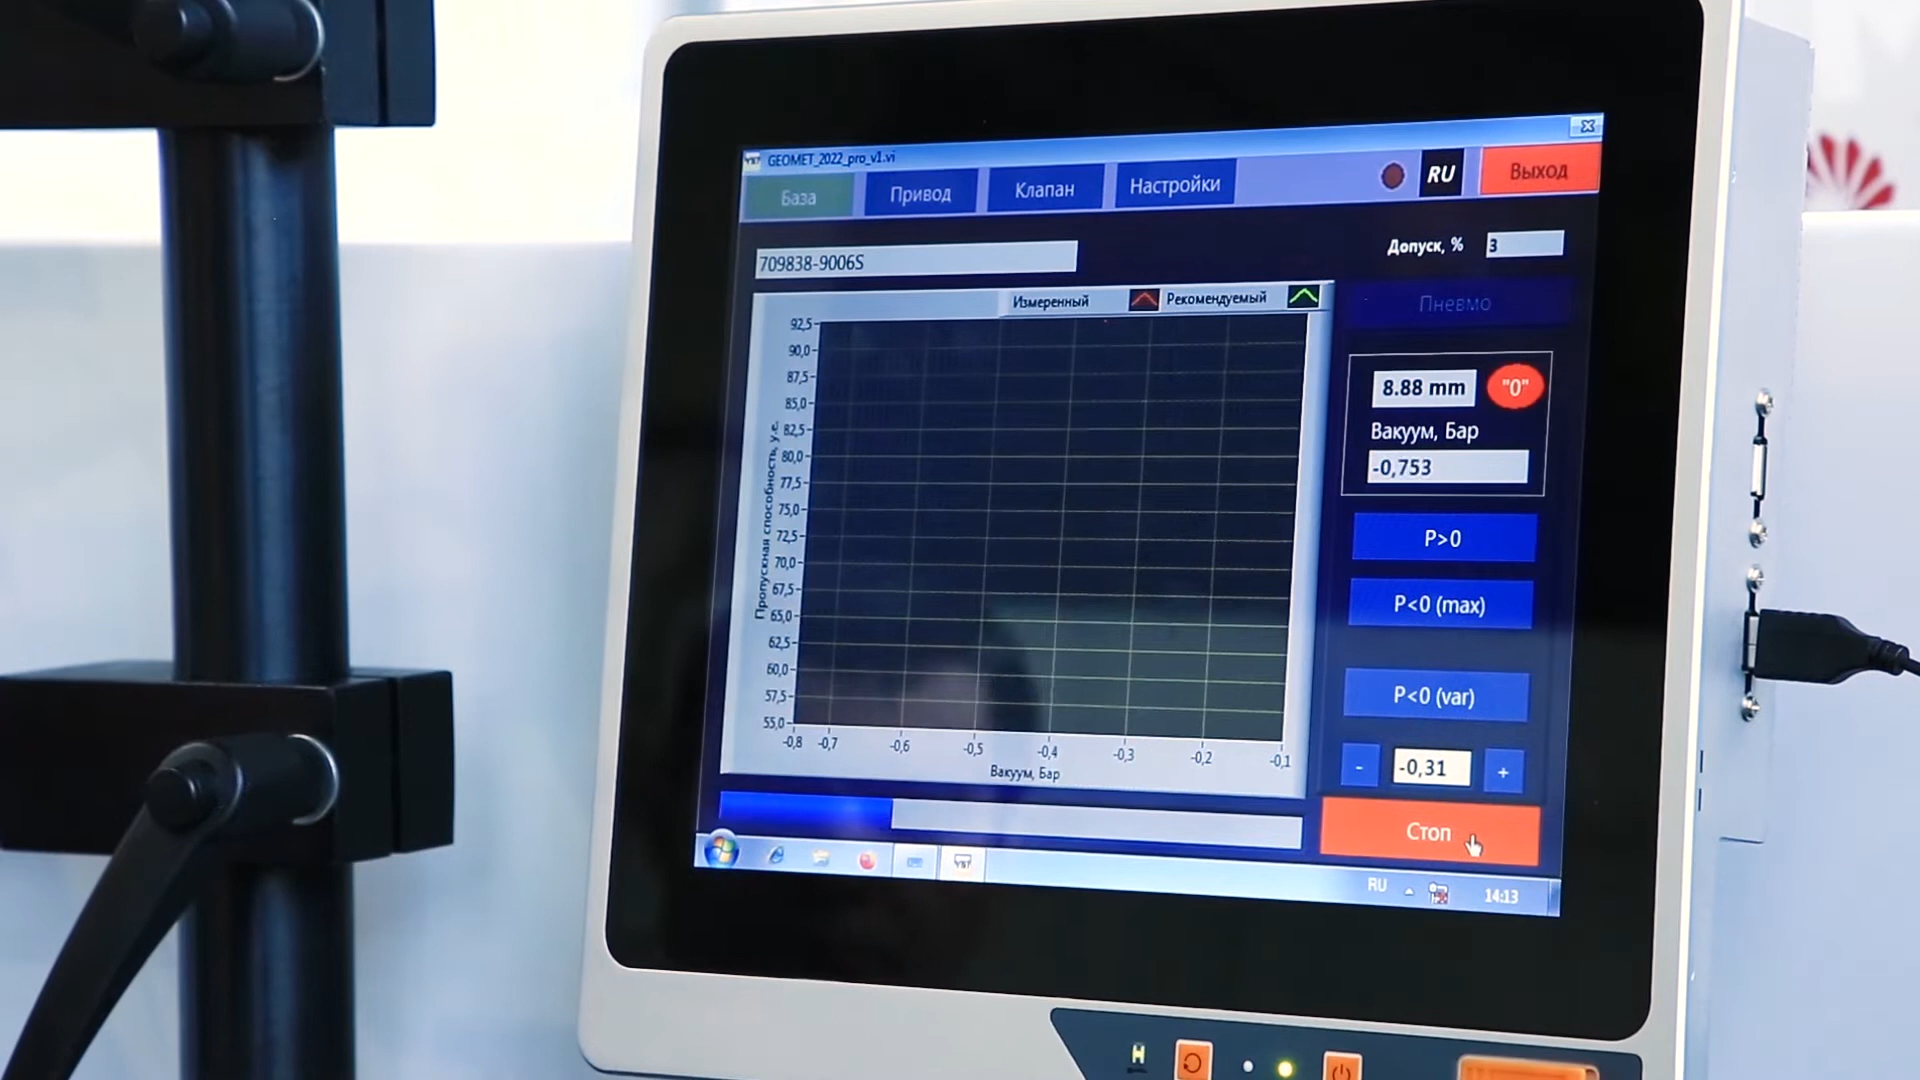 GEOMET_2022_pro_v1.vi
База
Привод
Клапан
Настройки
RU
Выход
709838-9006S
Допуск, %
3
Измеренный
Рекомендуемый
Пневмо
92,5
90,0
87,5
85,0
82,5
80,0
77,5
75,0
72,5
70,0
67,5
65,0
62,5
60,0
57,5
55,0
Пропускная способность, у.е.
-0,8
-0,7
-0,6
-0,5
-0,4
-0,3
-0,2
-0,1
Вакуум, Бар
8.88 mm
"0"
Вакуум, Бар
-0,753
P>0
P<0 (max)
P<0 (var)
-
-0,31
+
Стоп
RU
14:13